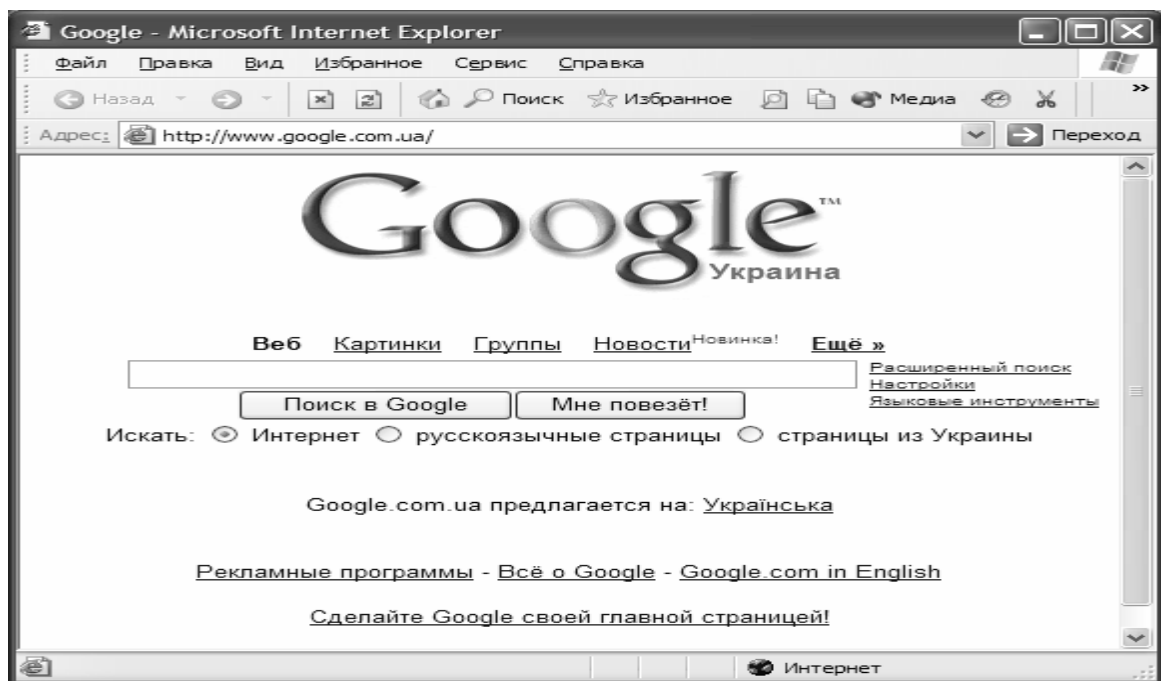 Google - Microsoft Internet Explorer
Файл Правка Вид Избранное Сервис Справка
Назад Поиск Избранное Медиа »
Адрес: http://www.google.com.ua/ Переход
Google™
Украина
Веб Картинки Группы Новости Новинка! Ещё »
Расширенный поиск
Настройки
Языковые инструменты
Поиск в Google Мне повезёт!
Искать: Интернет русскоязычные страницы страницы из Украины
Google.com.ua предлагается на: Українська
Рекламные программы - Всё о Google - Google.com in English
Сделайте Google своей главной страницей!
Интернет